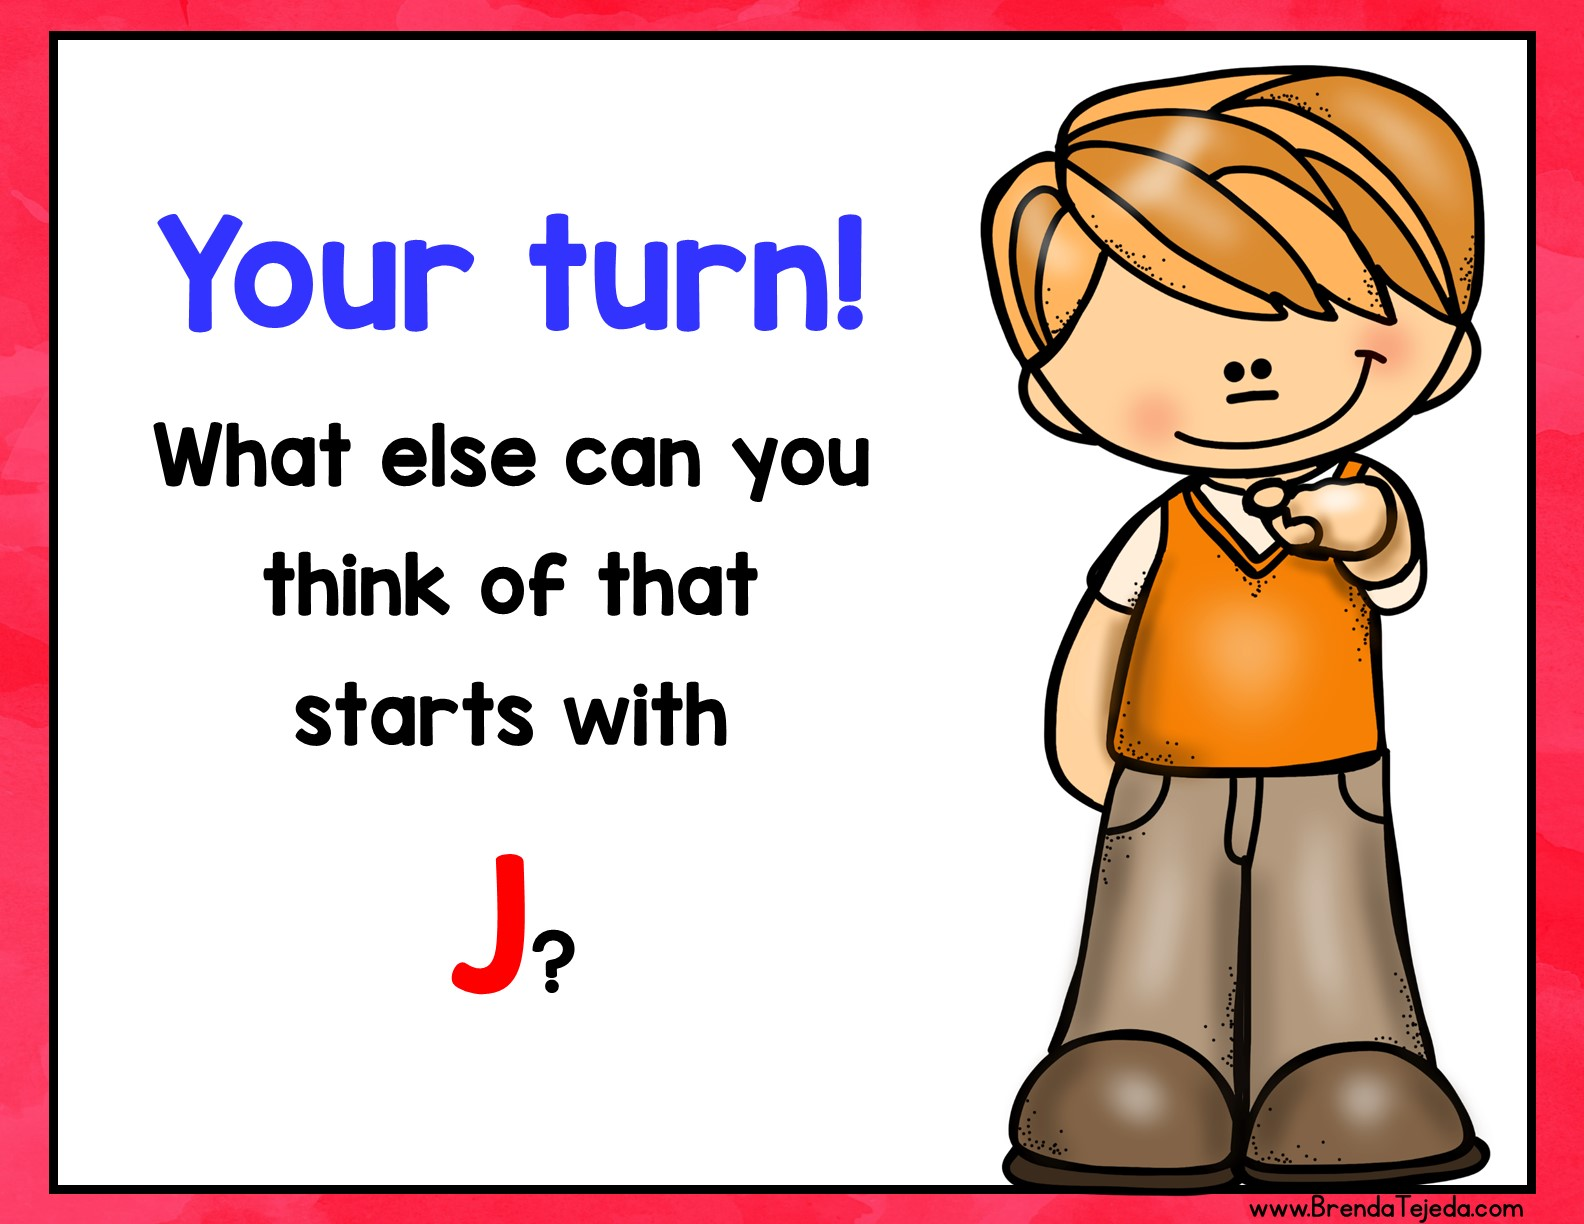 Your turn!
What else can you
think of that
starts with
J?
www.BrendaTejeda.com